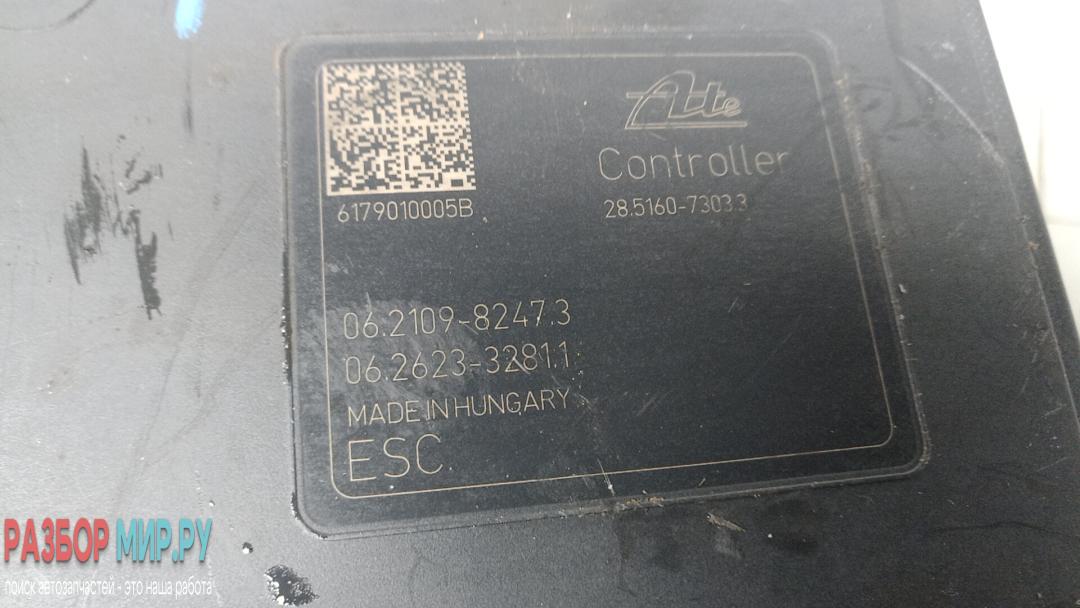 Ate
Controller
6179010005B
28.5160-7303.3
06.2109-8247.3
06.2623-3281.1
MADE IN HUNGARY
ESC
РАЗБОР МИР.РУ
поиск автозапчастей - это наша работа